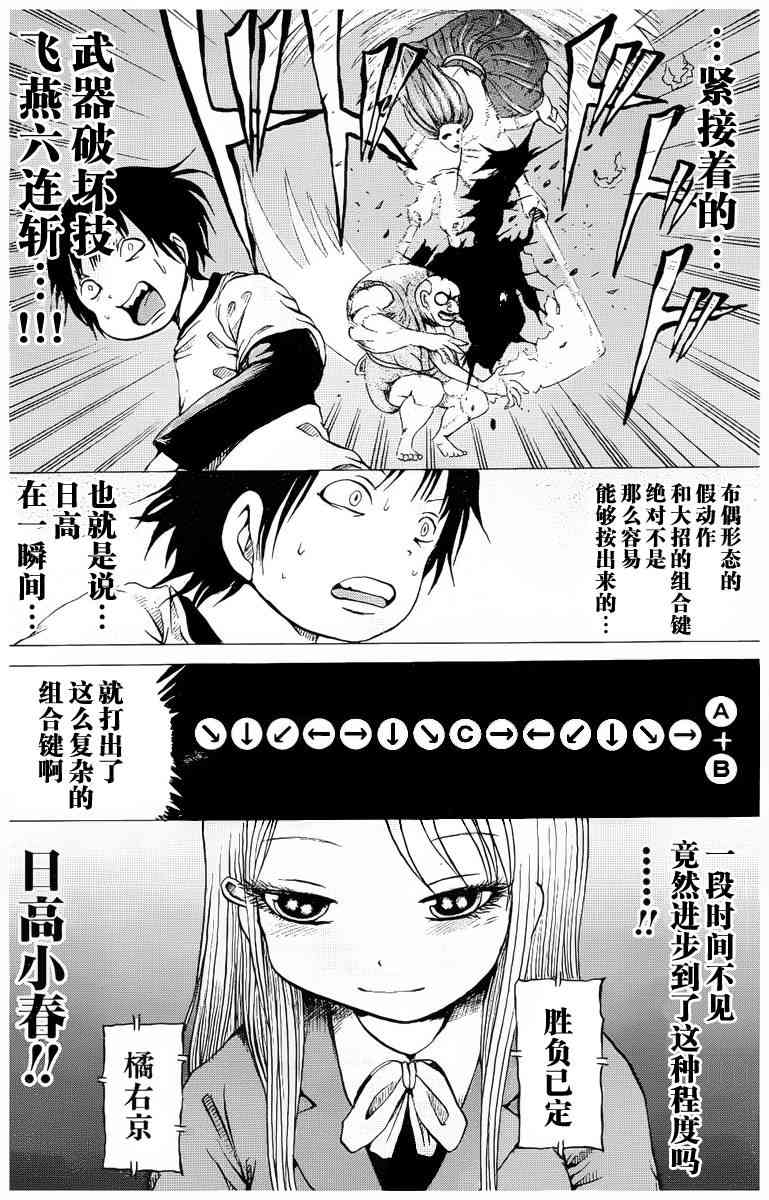 …紧接着的…
武器破坏技
飞燕六连斩…!!!
布偶形态的
假动作
和大招的组合键
绝对不是
那么容易
能够按出来的…
也就是说…
日高
在一瞬间…
↘↓↙←→↓↘C→←↙↓↘→A+B
就打出了
这么复杂的
组合键啊
一段时间不见
竟然进步到了这种程度吗
……!!
胜负已定
橘右京
日高小春!!